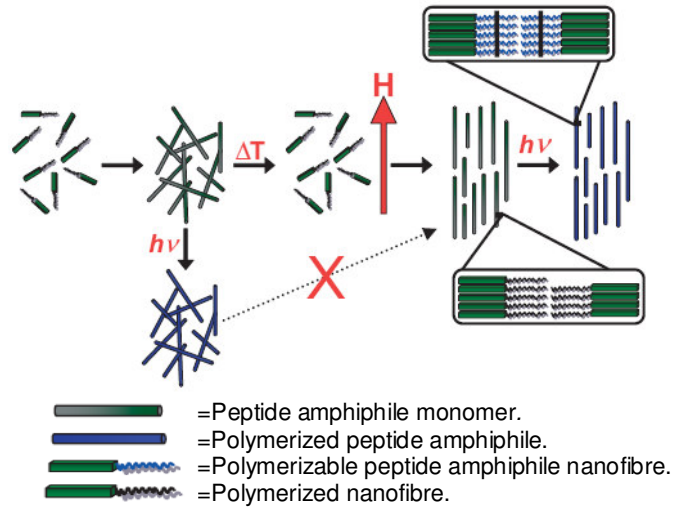 H
ΔT
hν
hν
X
=Peptide amphiphile monomer.
=Polymerized peptide amphiphile.
=Polymerizable peptide amphiphile nanofibre.
=Polymerized nanofibre.